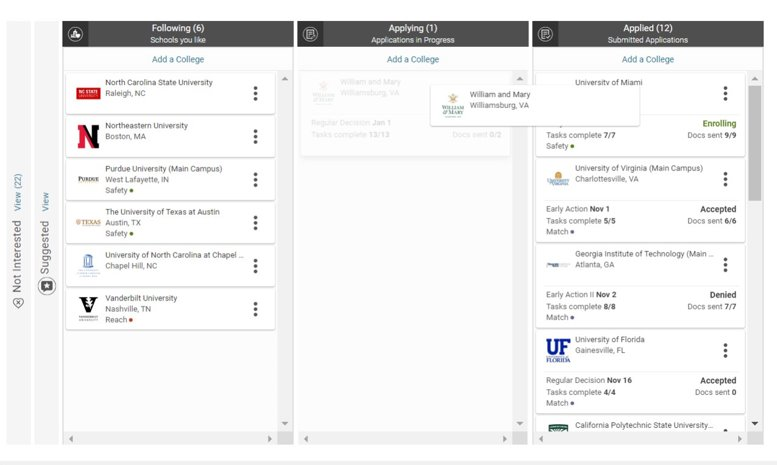 Not Interested View (22)
Suggested View
Following (6)
Schools you like
Add a College
NC STATE
UNIVERSITY
North Carolina State University
Raleigh, NC
N
Northeastern University
Boston, MA
PURDUE
Purdue University (Main Campus)
West Lafayette, IN
Safety
TEXAS
The University of Texas at Austin
Austin, TX
Safety
University of North Carolina at Chapel ...
Chapel Hill, NC
V
VANDERBILT
UNIVERSITY
Vanderbilt University
Nashville, TN
Reach
Applying (1)
Applications in Progress
Add a College
WILLIAM
& MARY
William and Mary
Williamsburg, VA
Regular Decision Jan 1
Tasks complete 13/13 Docs sent 0/2
WILLIAM
& MARY
William and Mary
Williamsburg, VA
Applied (12)
Submitted Applications
Add a College
University of Miami
Enrolling
Tasks complete 7/7 Docs sent 9/9
Safety
UNIVERSITY
VIRGINIA
University of Virginia (Main Campus)
Charlottesville, VA
Early Action Nov 1 Accepted
Tasks complete 5/5 Docs sent 6/6
Match
Georgia Institute of Technology (Main ...
Atlanta, GA
Early Action II Nov 2 Denied
Tasks complete 8/8 Docs sent 7/7
Match
UF
FLORIDA
University of Florida
Gainesville, FL
Regular Decision Nov 16 Accepted
Tasks complete 4/4 Docs sent 0
Match
California Polytechnic State University...